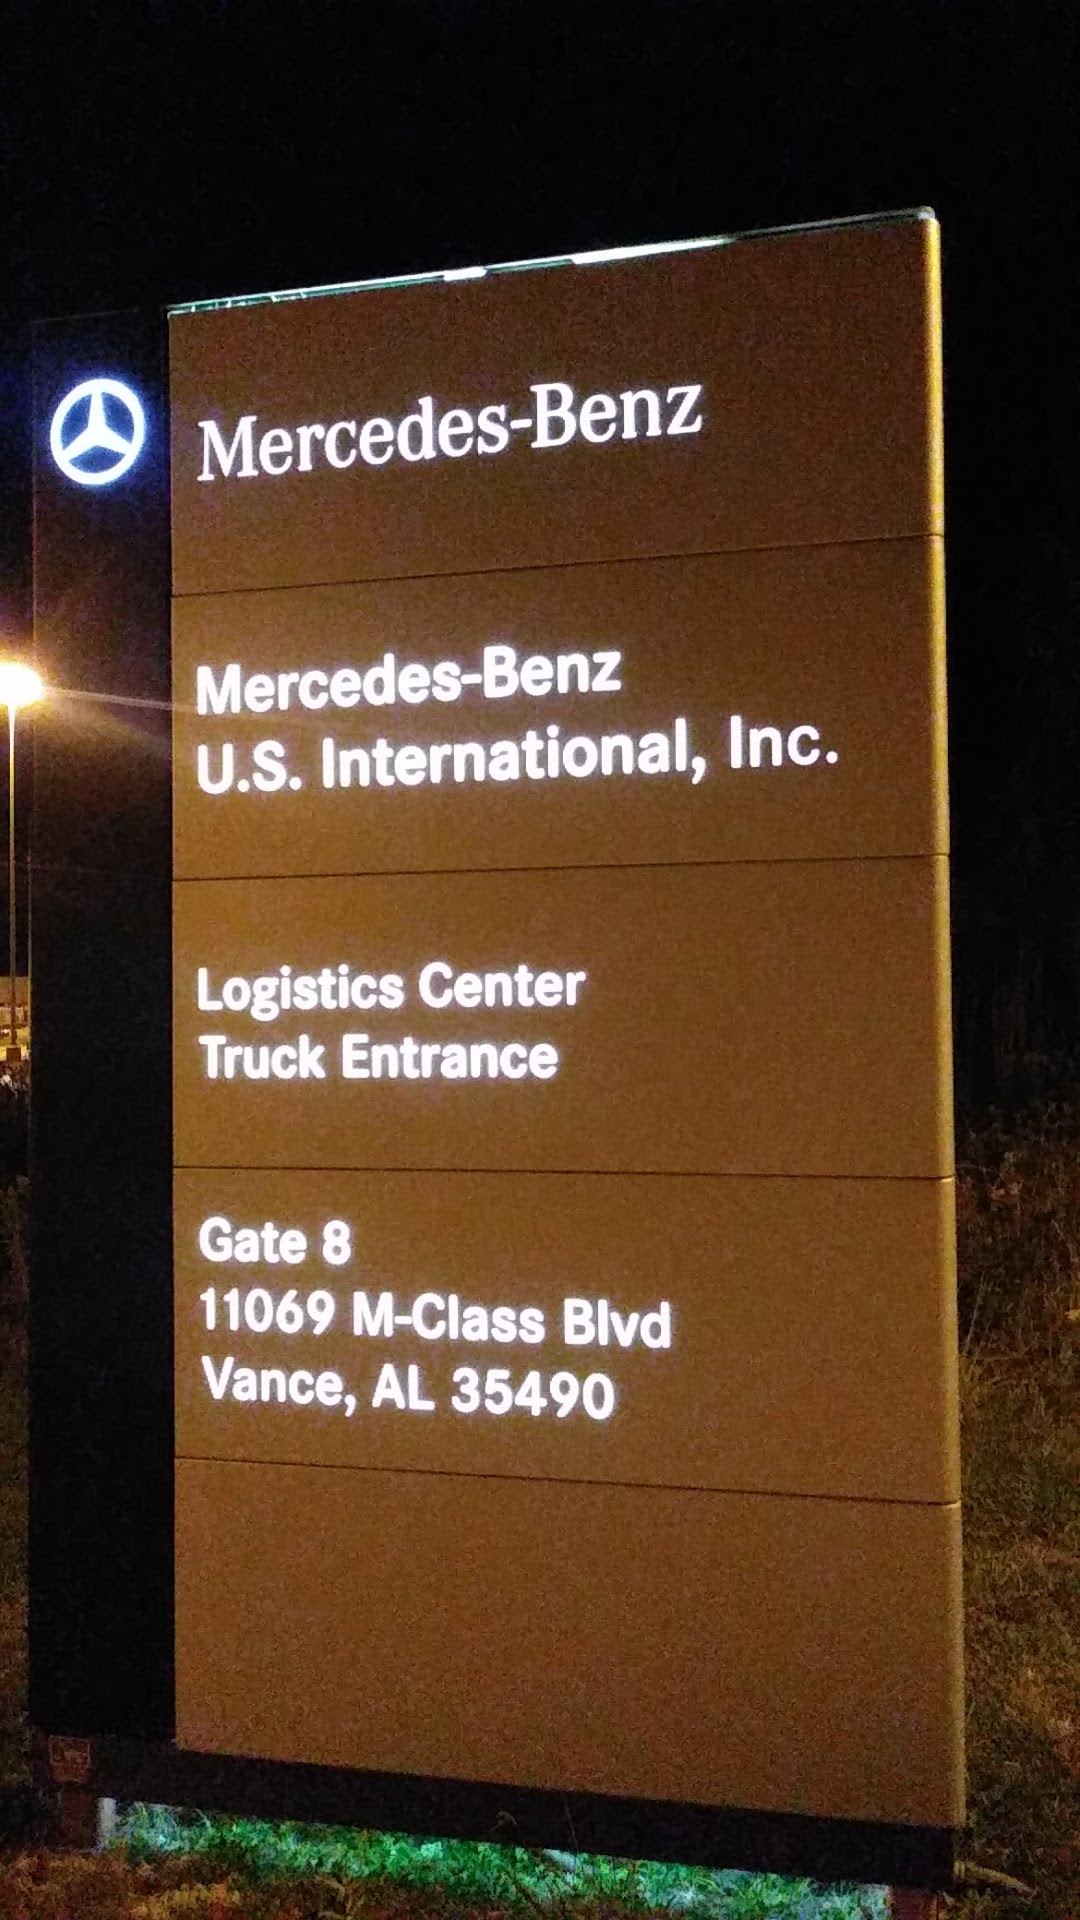 Mercedes-Benz
Mercedes-Benz
U.S. International, Inc.
Logistics Center
Truck Entrance
Gate 8
11069 M-Class Blvd
Vance, AL 35490